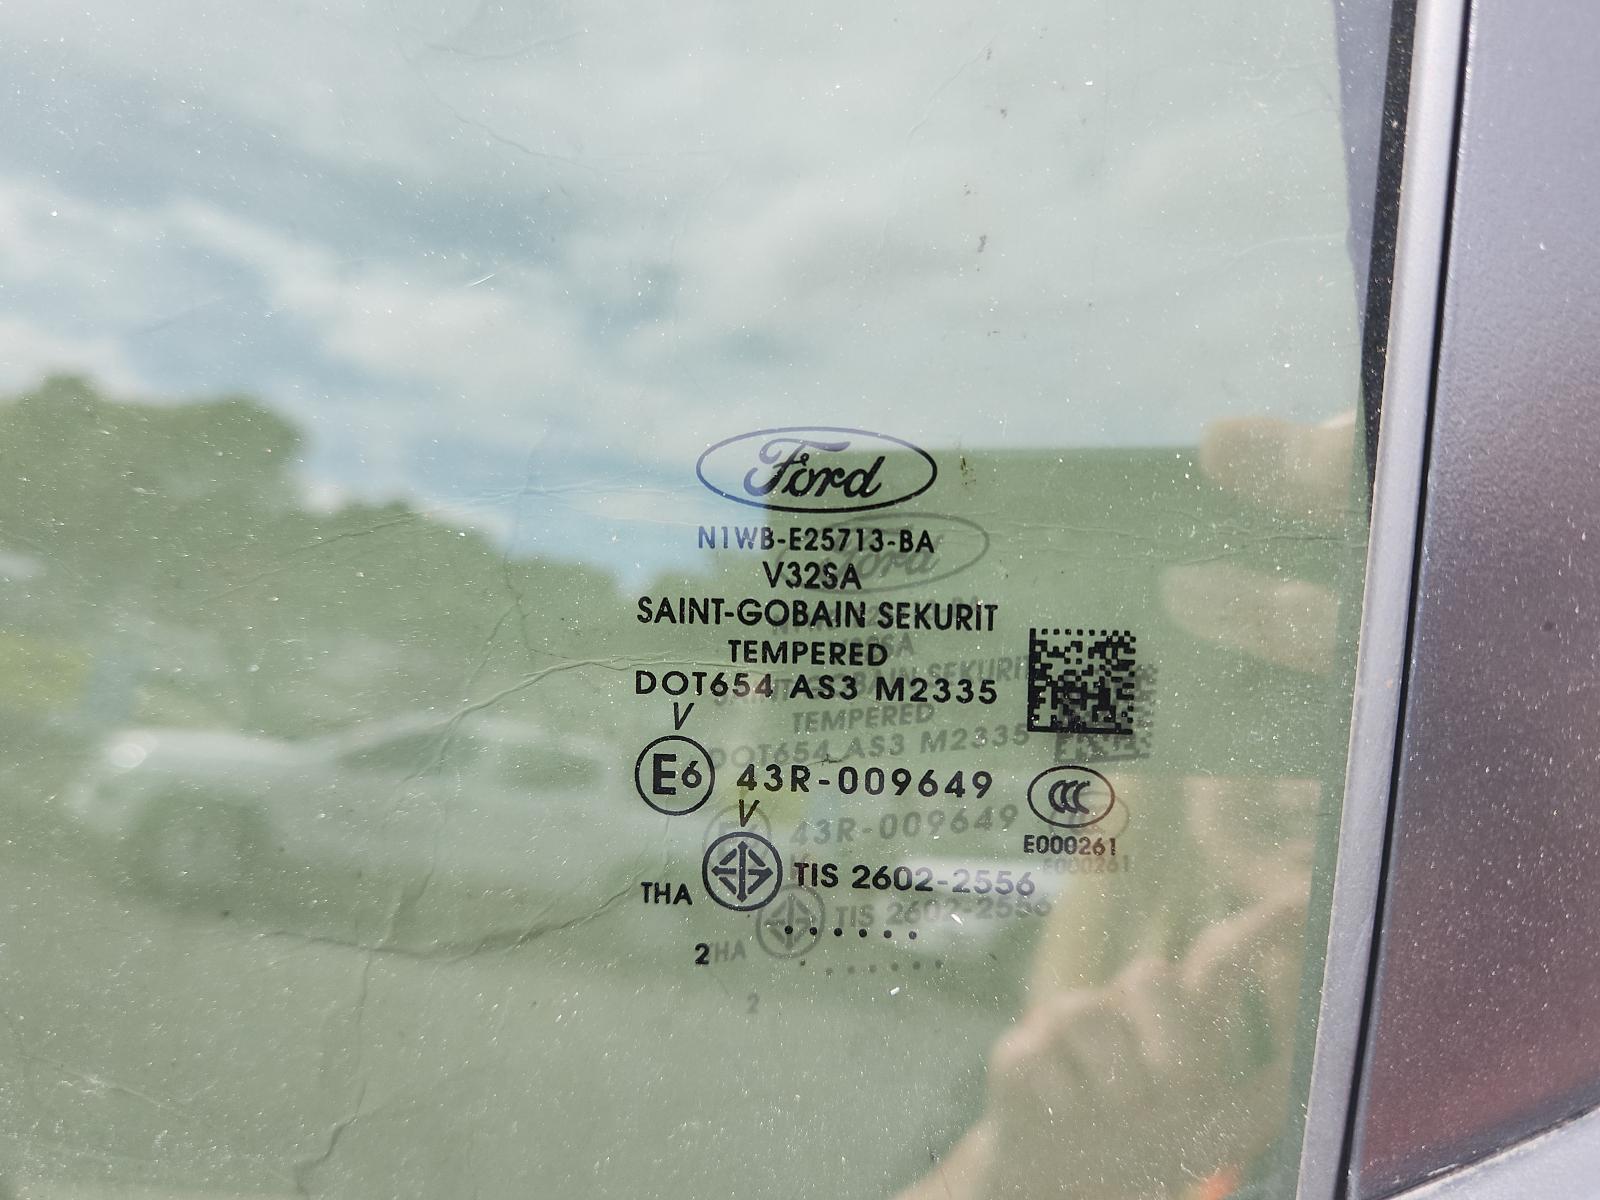 Ford
N1WB-E25713-BA
V32SA
SAINT-GOBAIN SEKURIT
TEMPERED
DOT654 AS3 M2335
V
E6 43R-009649
CCC
E000261
V
THA TIS 2602-2556
. . . . . .
2